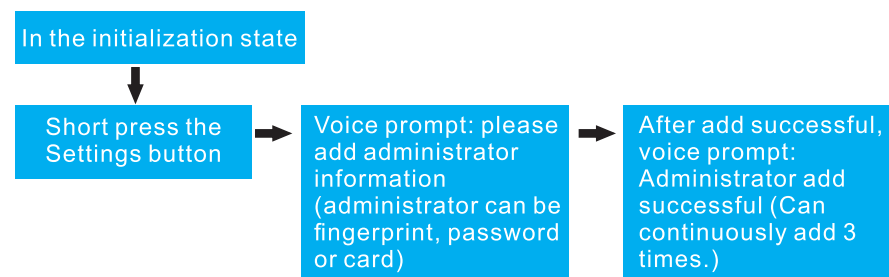 In the initialization state
Short press the
Settings button
Voice prompt: please
add administrator
information
(administrator can be
fingerprint, password
or card)
After add successful,
voice prompt:
Administrator add
successful (Can
continuously add 3
times.)